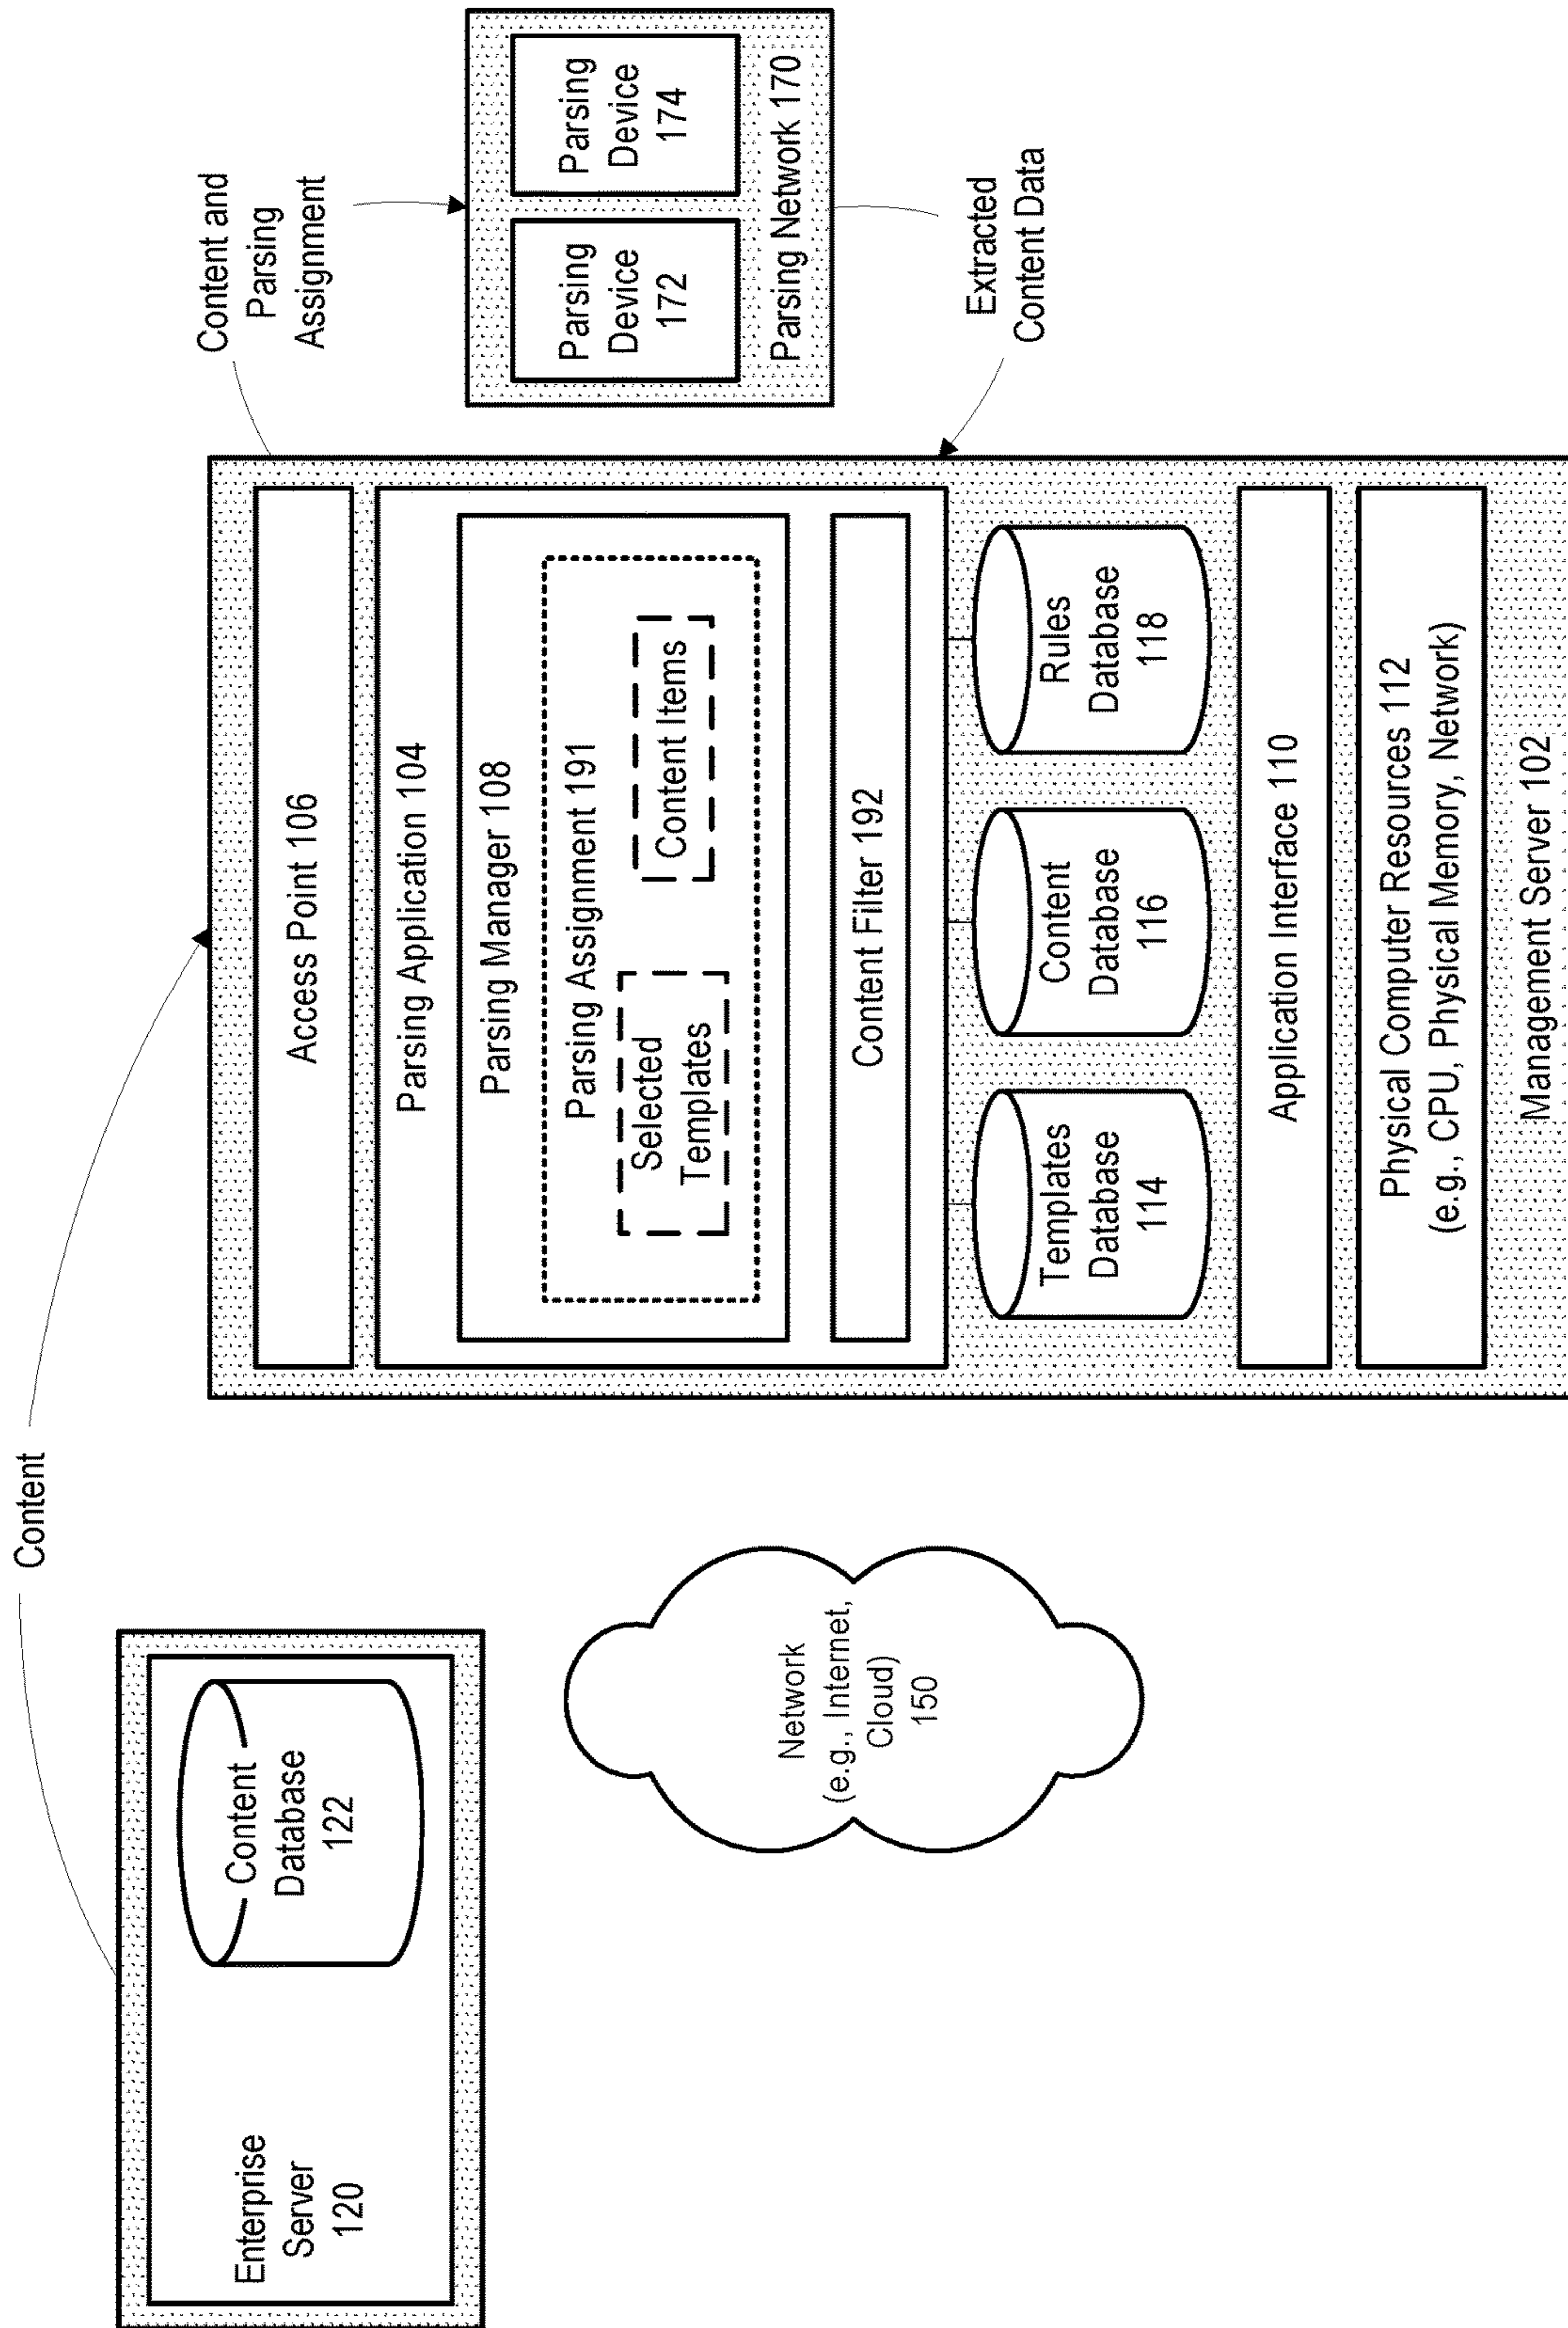 Content
Enterprise
Server
120
Content
Database
122
Network
(e.g., Internet,
Cloud)
150
Access Point 106
Parsing Application 104
Parsing Manager 108
Parsing Assignment 191
Selected
Templates
Content Items
Content Filter 192
Templates
Database
114
Content
Database
116
Rules
Database
118
Application Interface 110
Physical Computer Resources 112
(e.g., CPU, Physical Memory, Network)
Management Server 102
Content and
Parsing
Assignment
Parsing
Device
172
Parsing
Device
174
Parsing Network 170
Extracted
Content Data